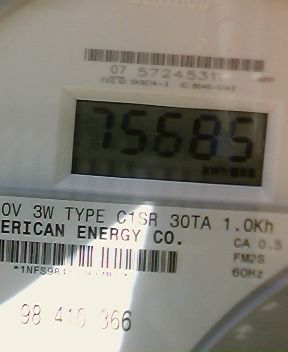 07 5724531
75685
kWh
0V 3W TYPE C1SR 30TA 1.0Kh
ERICAN ENERGY CO. CA 0.5
FM2S
60Hz
98 410 366